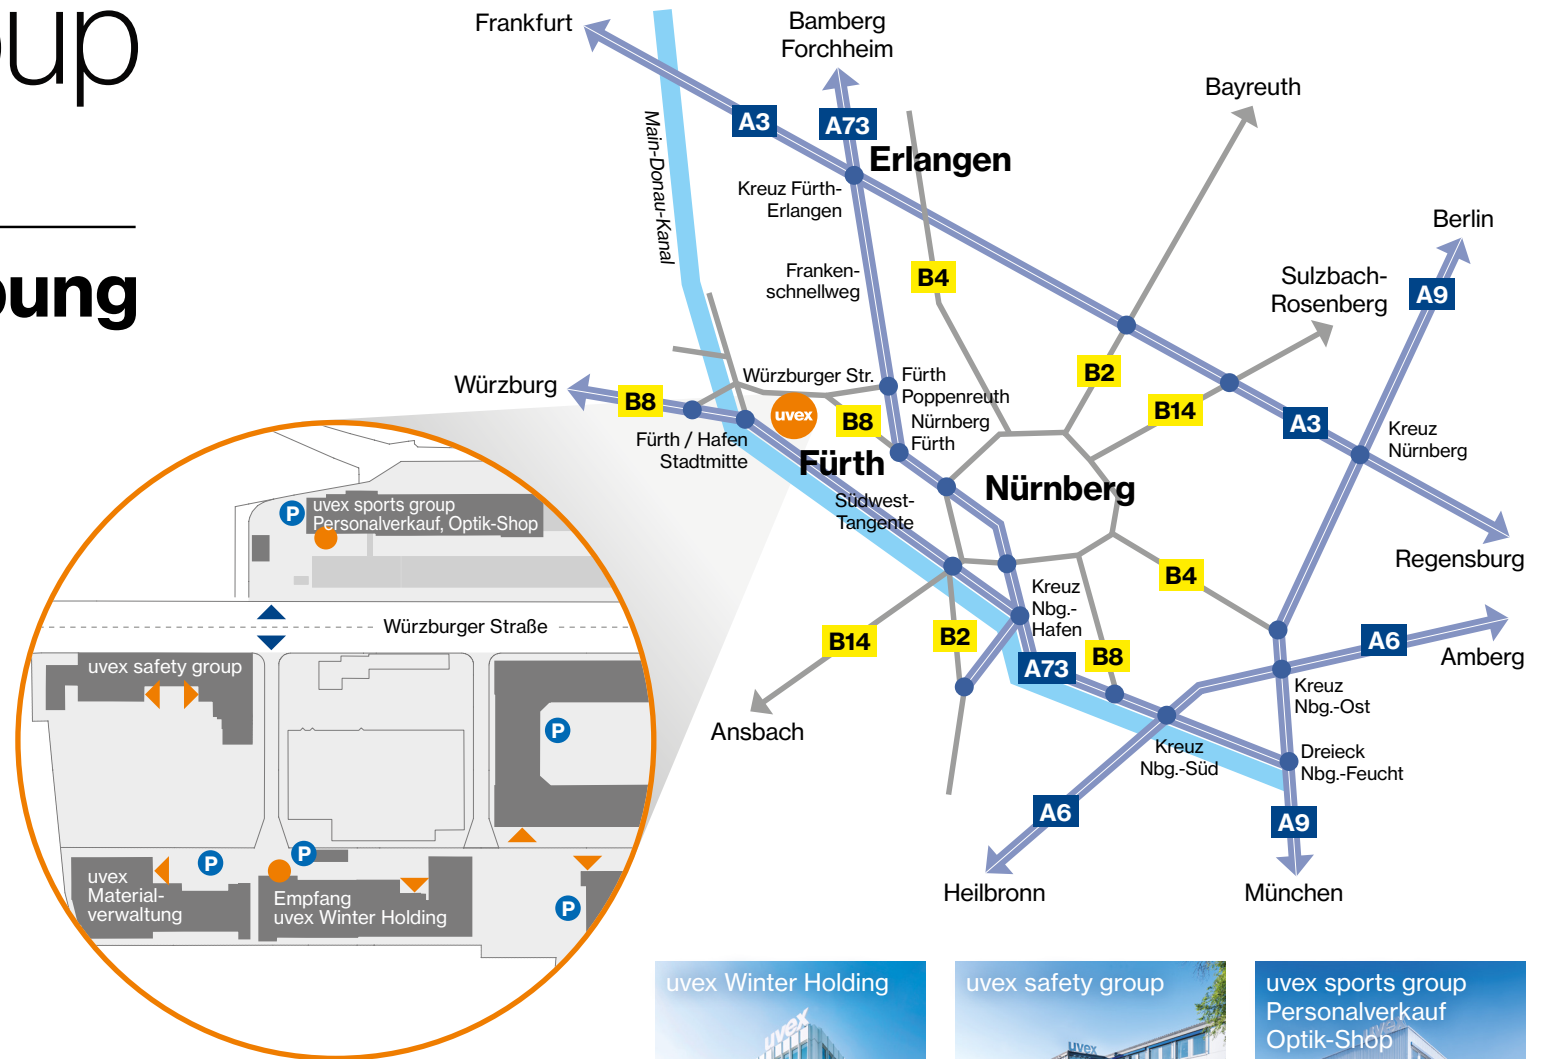 oup
bung
Frankfurt
Bamberg
Forchheim
Bayreuth
A3
A73
Main-Donau-Kanal
Erlangen
Kreuz Fürth-
Erlangen
Berlin
Franken-
schnellweg
B4
Sulzbach-
Rosenberg
A9
Würzburg
B8
Würzburger Str.
Fürth
Poppenreuth
B2
B14
A3
uvex
B8
Nürnberg
Fürth
Fürth / Hafen
Stadtmitte
Kreuz
Nürnberg
Fürth
Nürnberg
Südwest-
Tangente
Regensburg
B4
Kreuz
Nbg.-
Hafen
B14
B2
A73
B8
A6
Amberg
Kreuz
Nbg.-Ost
Ansbach
Kreuz
Nbg.-Süd
Dreieck
Nbg.-Feucht
A6
A9
Heilbronn
München
P
uvex sports group
Personalverkauf, Optik-Shop
Würzburger Straße
uvex safety group
P
P
P
uvex
Material-
verwaltung
Empfang
uvex Winter Holding
P
uvex Winter Holding
uvex
uvex safety group
uvex
uvex sports group
Personalverkauf
Optik-Shop
uvex